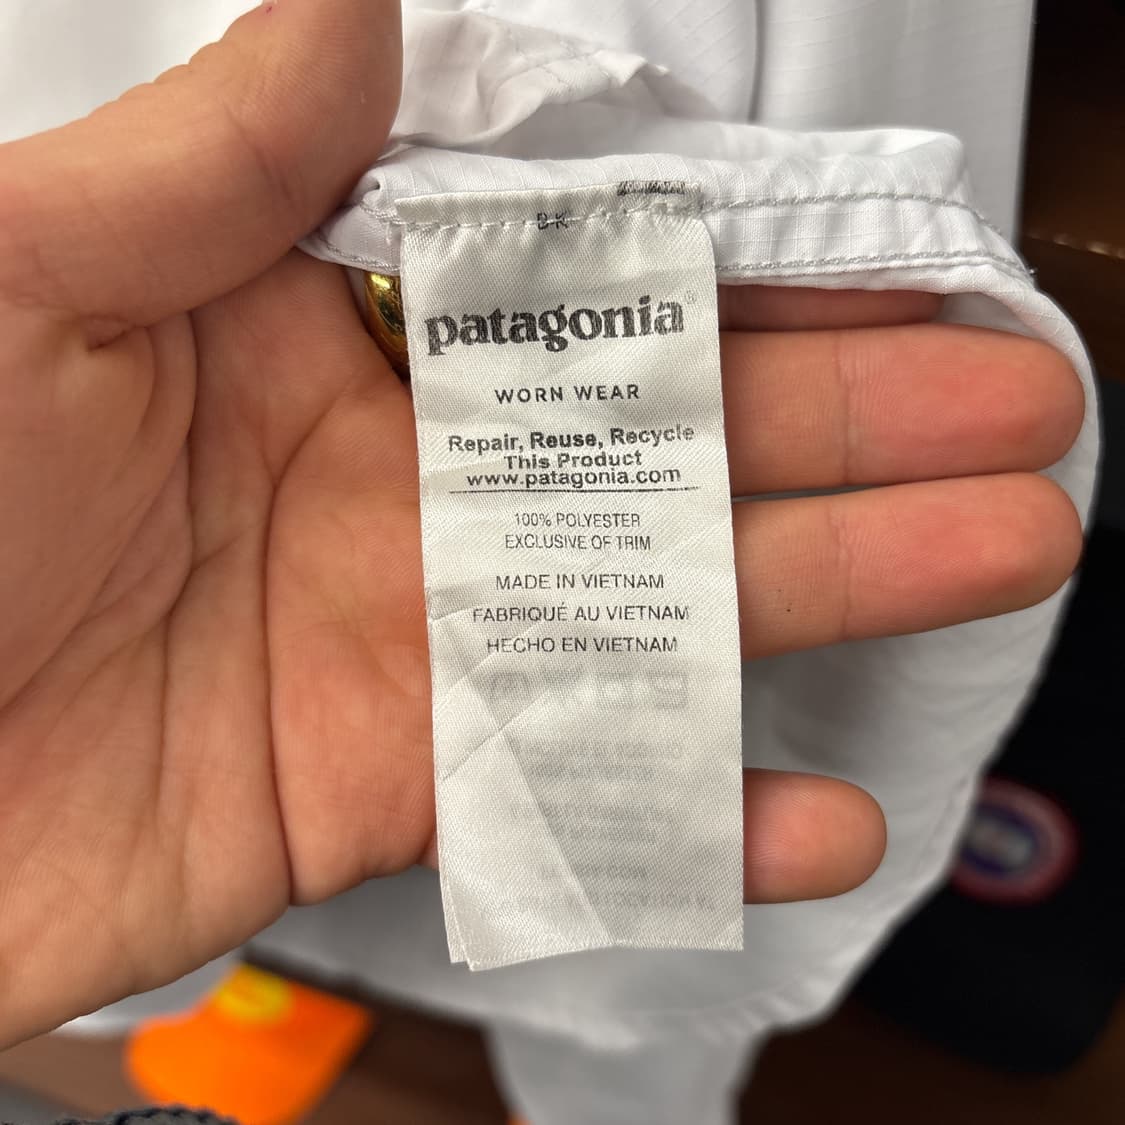 BK
patagonia®
WORN WEAR
Repair, Reuse, Recycle
This Product
www.patagonia.com
100% POLYESTER
EXCLUSIVE OF TRIM
MADE IN VIETNAM
FABRIQUÉ AU VIETNAM
HECHO EN VIETNAM